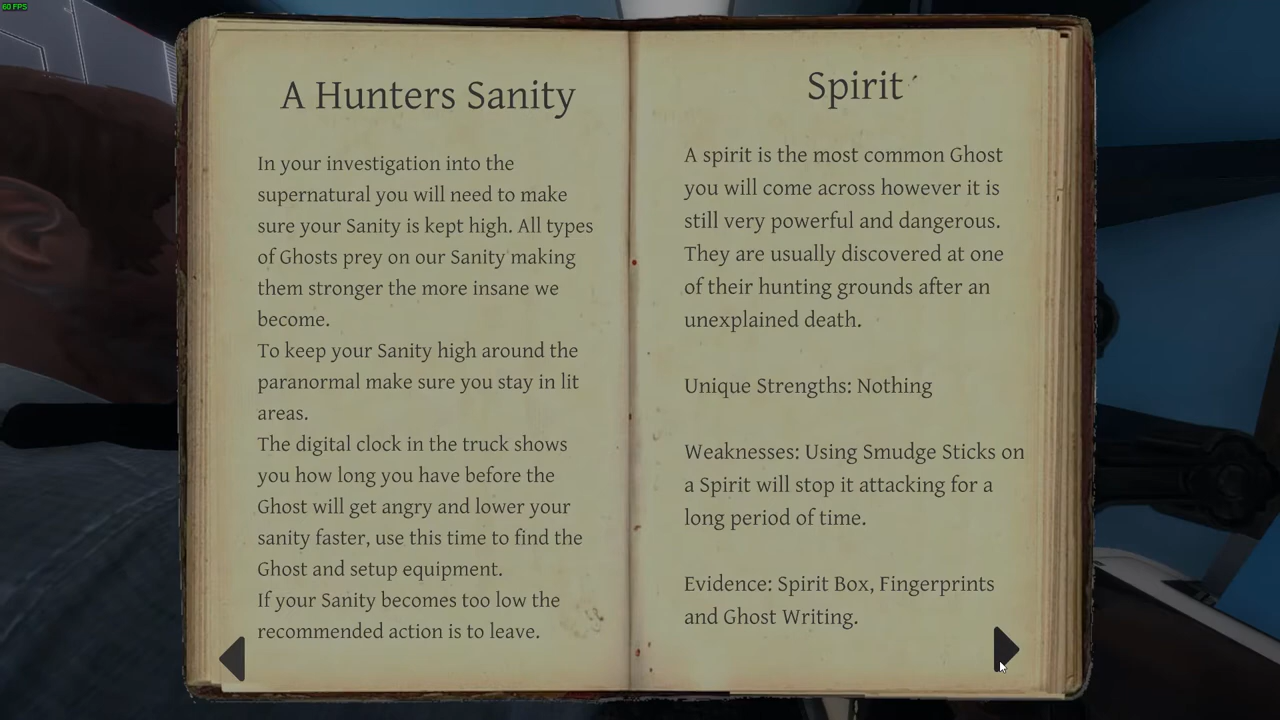 60 FPS
A Hunters Sanity
In your investigation into the
supernatural you will need to make
sure your Sanity is kept high. All types
of Ghosts prey on our Sanity making
them stronger the more insane we
become.
To keep your Sanity high around the
paranormal make sure you stay in lit
areas.
The digital clock in the truck shows
you how long you have before the
Ghost will get angry and lower your
sanity faster, use this time to find the
Ghost and setup equipment.
If your Sanity becomes too low the
recommended action is to leave.
Spirit
A spirit is the most common Ghost
you will come across however it is
still very powerful and dangerous.
They are usually discovered at one
of their hunting grounds after an
unexplained death.
Unique Strengths: Nothing
Weaknesses: Using Smudge Sticks on
a Spirit will stop it attacking for a
long period of time.
Evidence: Spirit Box, Fingerprints
and Ghost Writing.